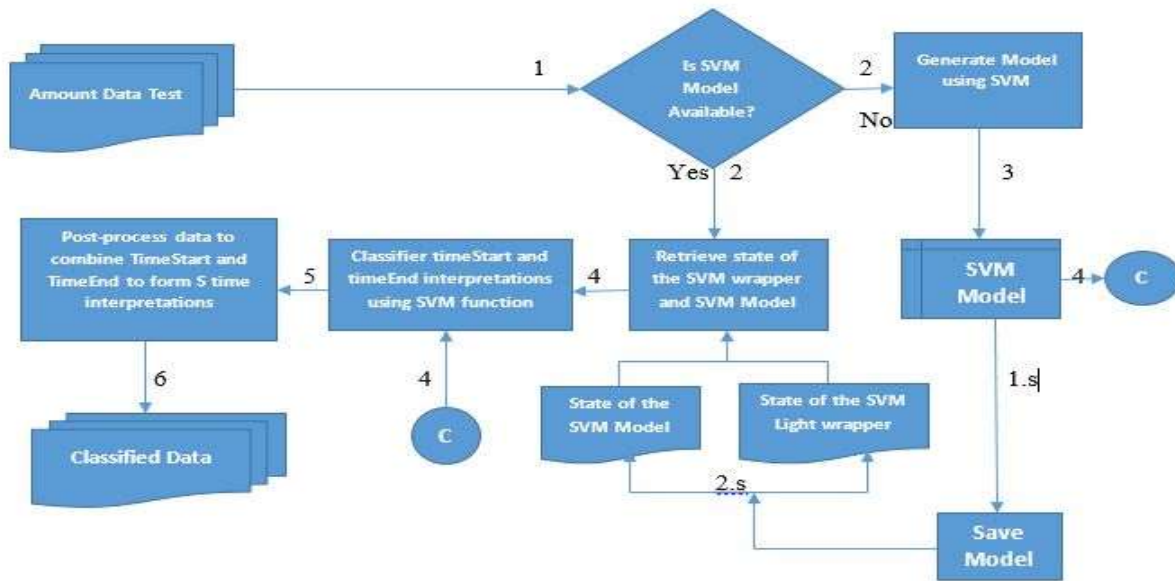 Amount Data Test
1
Is SVM
Model
Available?
2
No
Generate Model
using SVM
Yes 2
3
Post-process data to
combine TimeStart and
TimeEnd to form S time
interpretations
5
Classifier timeStart and
timeEnd interpretations
using SVM function
4
Retrieve state of
the SVM wrapper
and SVM Model
SVM
Model
4
C
6
4
C
State of the
SVM Model
State of the SVM
Light wrapper
1.s
Classified Data
2.s
Save
Model